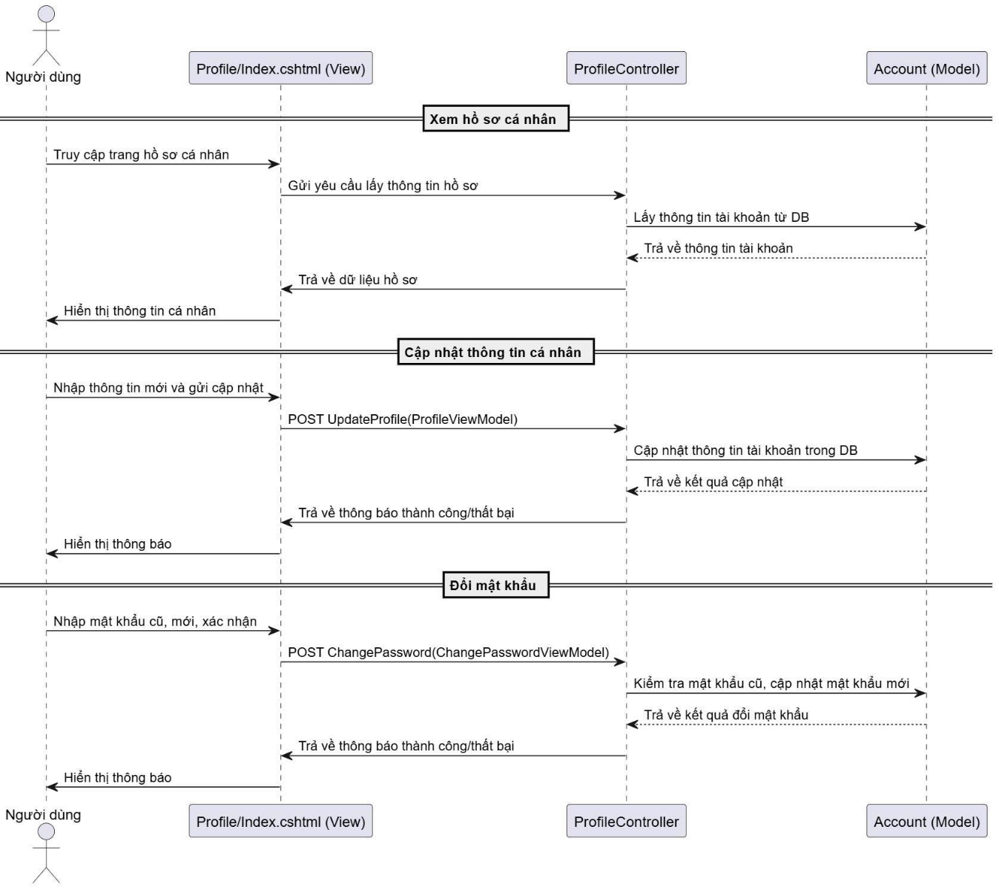 Người dùng
Profile/Index.cshtml (View)
ProfileController
Account (Model)
Xem hồ sơ cá nhân
Truy cập trang hồ sơ cá nhân
Gửi yêu cầu lấy thông tin hồ sơ
Lấy thông tin tài khoản từ DB
Trả về thông tin tài khoản
Trả về dữ liệu hồ sơ
Hiển thị thông tin cá nhân
Cập nhật thông tin cá nhân
Nhập thông tin mới và gửi cập nhật
POST UpdateProfile(ProfileViewModel)
Cập nhật thông tin tài khoản trong DB
Trả về kết quả cập nhật
Trả về thông báo thành công/thất bại
Hiển thị thông báo
Đổi mật khẩu
Nhập mật khẩu cũ, mới, xác nhận
POST ChangePassword(ChangePasswordViewModel)
Kiểm tra mật khẩu cũ, cập nhật mật khẩu mới
Trả về kết quả đổi mật khẩu
Trả về thông báo thành công/thất bại
Hiển thị thông báo
Người dùng
Profile/Index.cshtml (View)
ProfileController
Account (Model)